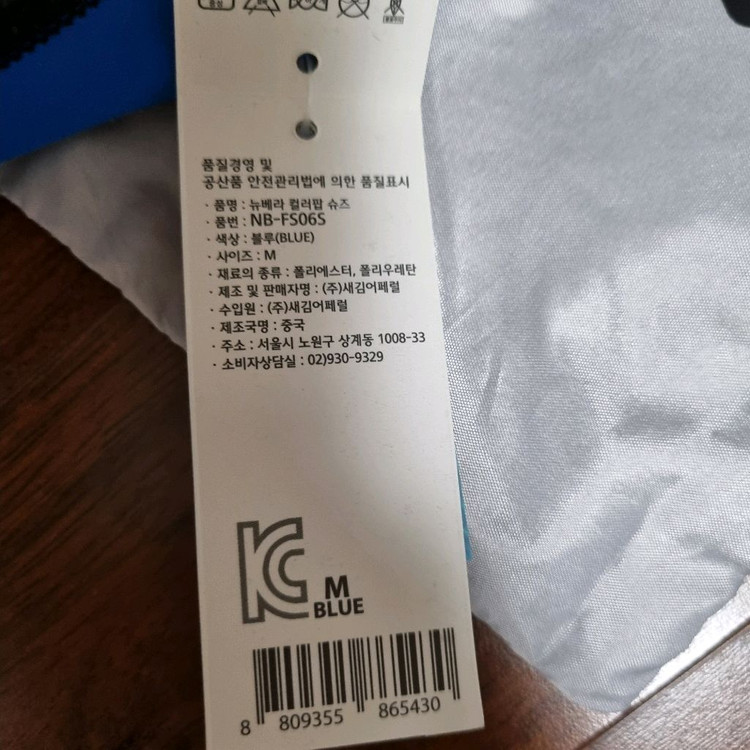 품질경영 및
공산품 안전관리법에 의한 품질표시
· 품명 : 뉴베라 컬러팝 슈즈
· 품번 : NB-FS06S
· 색상 : 블루(BLUE)
· 사이즈 : M
· 재료의 종류 : 폴리에스터, 폴리우레탄
· 제조 및 판매자명 : (주)새김어페럴
· 수입원 : (주)새김어페럴
· 제조국명 : 중국
· 주소 : 서울시 노원구 상계동 1008-33
· 소비자상담실 : 02)930-9329
KC
M
BLUE
8 809355 865430